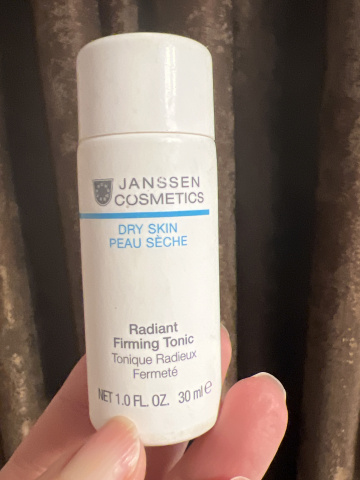 JANSSEN
COSMETICS
DRY SKIN
PEAU SÈCHE
Radiant
Firming Tonic
Tonique Radieux
Fermeté
NET 1.0 FL. OZ. 30 ml ℮